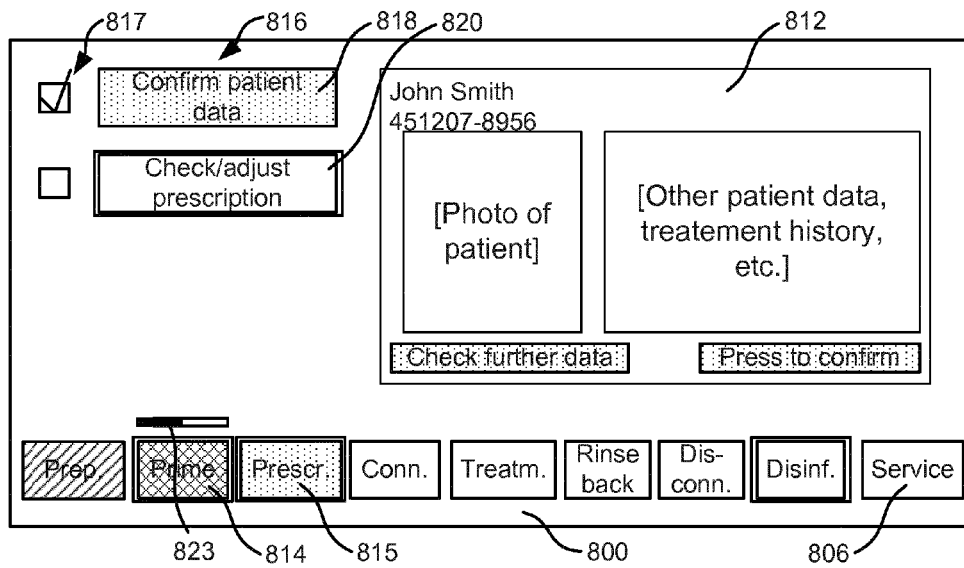 817
816
818
820
812
Confirm patient
data
John Smith
451207-8956
Check/adjust
prescription
[Photo of
patient]
[Other patient data,
treatement history,
etc.]
Check further data
Press to confirm
Prep
Prime
Prescr.
Conn.
Treatm.
Rinse
back
Dis-
conn.
Disinf.
Service
823
814
815
800
806